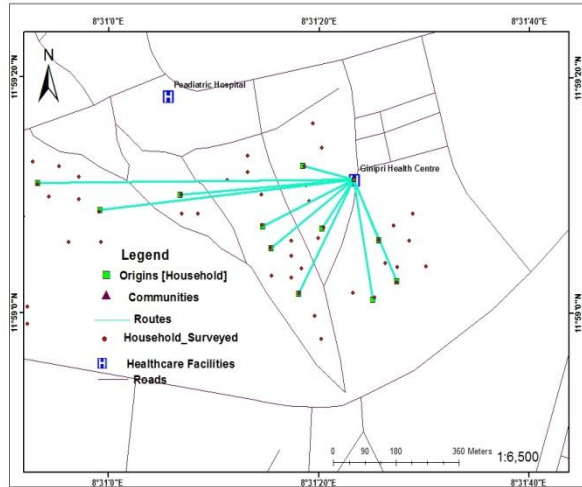 8°31'0"E 8°31'20"E 8°31'40"E
N
11°59'20"N
11°59'20"N
Peadiatric Hospital
H
Ginipri Health Centre
H
Legend
Origins [Household]
Communities
Routes
Household_Surveyed
H Healthcare Facilities
Roads
11°59'0"N
11°59'0"N
0 90 180 360 Meters
1:6,500
8°31'0"E 8°31'20"E 8°31'40"E